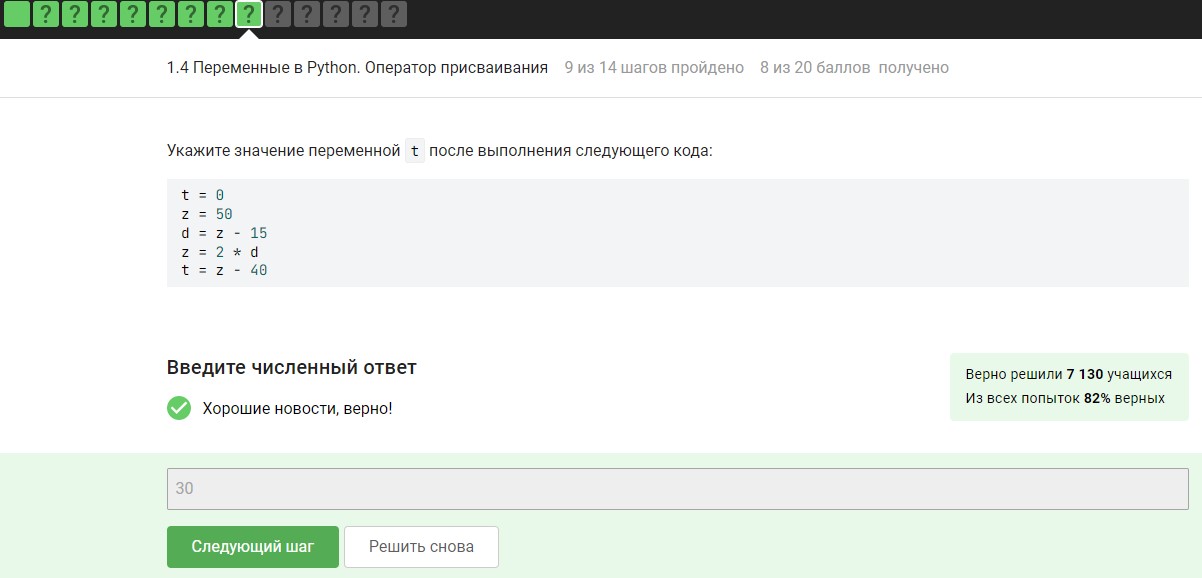 ? ? ? ? ? ? ? ? ? ? ? ? ?
1.4 Переменные в Python. Оператор присваивания 9 из 14 шагов пройдено 8 из 20 баллов получено
Укажите значение переменной t после выполнения следующего кода:
t = 0
z = 50
d = z - 15
z = 2 * d
t = z - 40
Введите численный ответ
Хорошие новости, верно!
Верно решили 7 130 учащихся
Из всех попыток 82% верных
30
Следующий шаг Решить снова